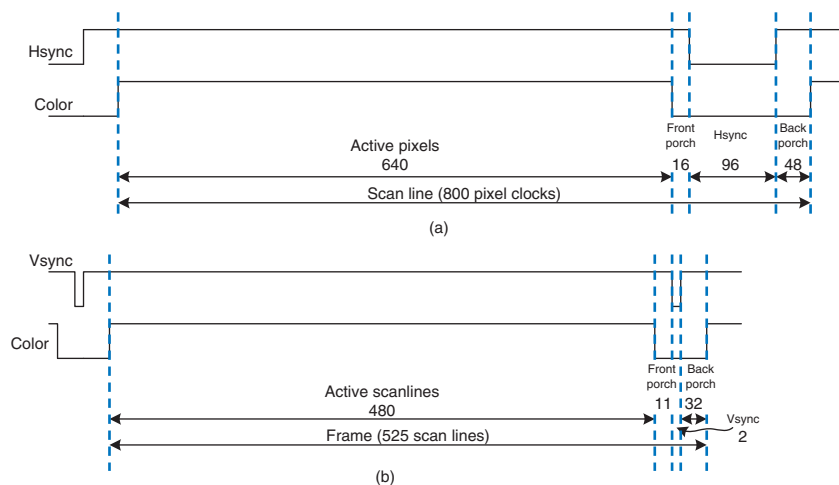 Hsync
Color
Front
porch
Hsync
Back
porch
Active pixels
640
16
96
48
Scan line (800 pixel clocks)
(a)
Vsync
Color
Front
porch
Back
porch
Active scanlines
480
11
32
Vsync
2
Frame (525 scan lines)
(b)